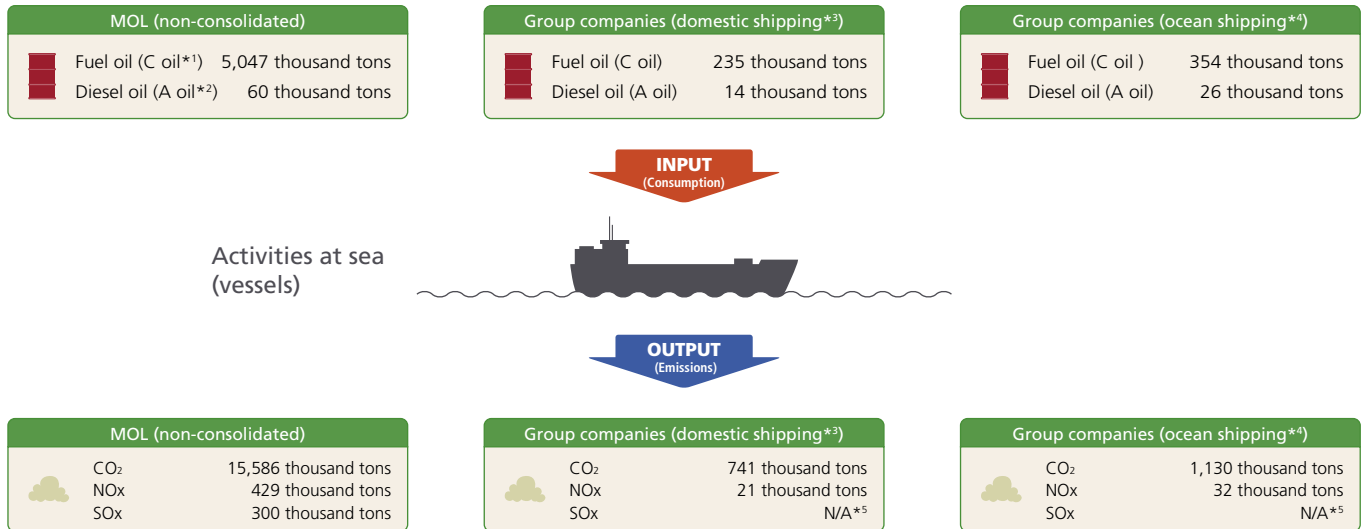 MOL (non-consolidated)
Fuel oil (C oil*1) 5,047 thousand tons
Diesel oil (A oil*2) 60 thousand tons
Group companies (domestic shipping*3)
Fuel oil (C oil) 235 thousand tons
Diesel oil (A oil) 14 thousand tons
Group companies (ocean shipping*4)
Fuel oil (C oil ) 354 thousand tons
Diesel oil (A oil) 26 thousand tons
INPUT
(Consumption)
Activities at sea
(vessels)
OUTPUT
(Emissions)
MOL (non-consolidated)
CO2 15,586 thousand tons
NOx 429 thousand tons
SOx 300 thousand tons
Group companies (domestic shipping*3)
CO2 741 thousand tons
NOx 21 thousand tons
SOx N/A*5
Group companies (ocean shipping*4)
CO2 1,130 thousand tons
NOx 32 thousand tons
SOx N/A*5